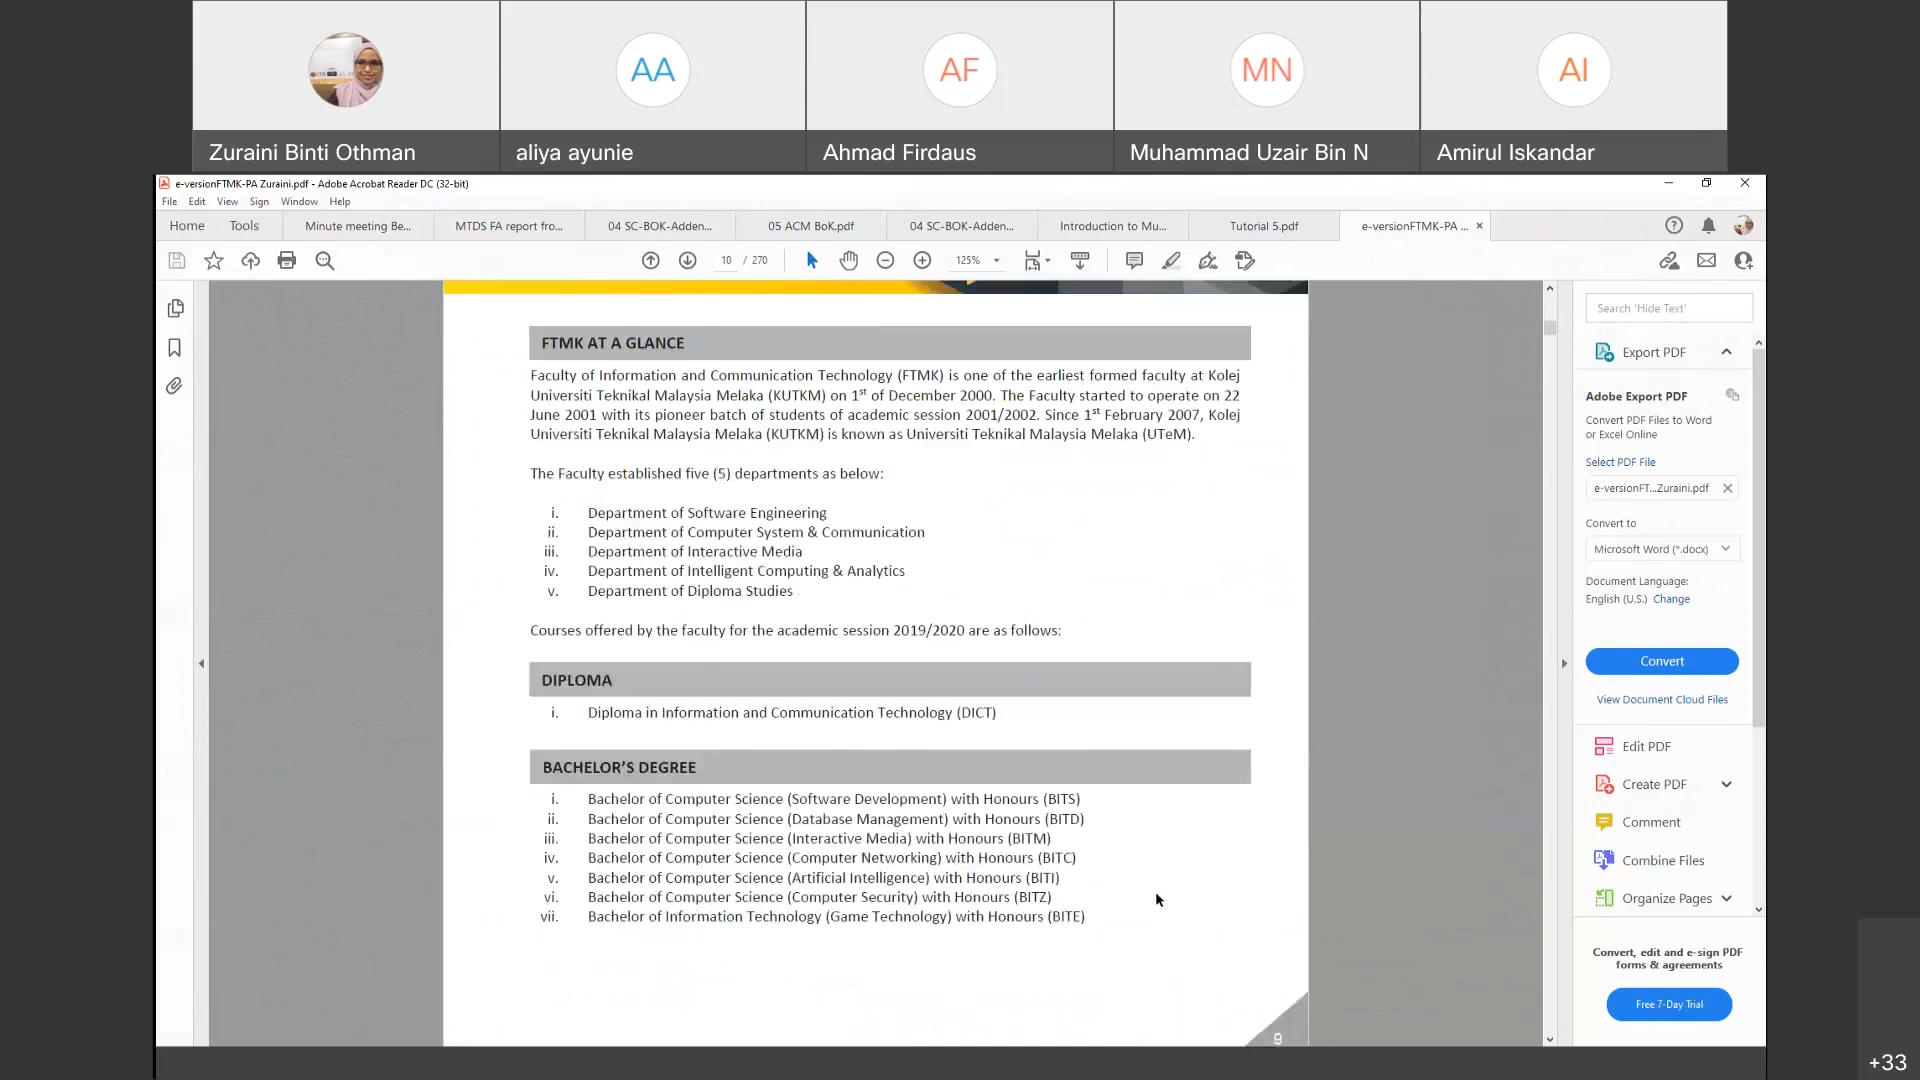 AA
AF
MN
AI
Zuraini Binti Othman
aliya ayunie
Ahmad Firdaus
Muhammad Uzair Bin N
Amirul Iskandar
e-versionFTMK-PA Zuraini.pdf - Adobe Acrobat Reader DC (32-bit)
File Edit View Sign Window Help
Home Tools Minute meeting Be... MTDS FA report fro... 04 SC-BOK-Adden... 05 ACM BoK.pdf 04 SC-BOK-Adden... Introduction to Mu... Tutorial 5.pdf e-versionFTMK-PA ... ×
10 / 270 125%
FTMK AT A GLANCE
Faculty of Information and Communication Technology (FTMK) is one of the earliest formed faculty at Kolej
Universiti Teknikal Malaysia Melaka (KUTKM) on 1st of December 2000. The Faculty started to operate on 22
June 2001 with its pioneer batch of students of academic session 2001/2002. Since 1st February 2007, Kolej
Universiti Teknikal Malaysia Melaka (KUTKM) is known as Universiti Teknikal Malaysia Melaka (UTeM).
The Faculty established five (5) departments as below:
i. Department of Software Engineering
ii. Department of Computer System & Communication
iii. Department of Interactive Media
iv. Department of Intelligent Computing & Analytics
v. Department of Diploma Studies
Courses offered by the faculty for the academic session 2019/2020 are as follows:
DIPLOMA
i. Diploma in Information and Communication Technology (DICT)
BACHELOR'S DEGREE
i. Bachelor of Computer Science (Software Development) with Honours (BITS)
ii. Bachelor of Computer Science (Database Management) with Honours (BITD)
iii. Bachelor of Computer Science (Interactive Media) with Honours (BITM)
iv. Bachelor of Computer Science (Computer Networking) with Honours (BITC)
v. Bachelor of Computer Science (Artificial Intelligence) with Honours (BITI)
vi. Bachelor of Computer Science (Computer Security) with Honours (BITZ)
vii. Bachelor of Information Technology (Game Technology) with Honours (BITE)
9
Search 'Hide Text'
Export PDF
Adobe Export PDF
Convert PDF Files to Word
or Excel Online
Select PDF File
e-versionFT...Zuraini.pdf
Convert to
Microsoft Word (*.docx)
Document Language:
English (U.S.) Change
Convert
View Document Cloud Files
Edit PDF
Create PDF
Comment
Combine Files
Organize Pages
Convert, edit and e-sign PDF
forms & agreements
Free 7-Day Trial
+33